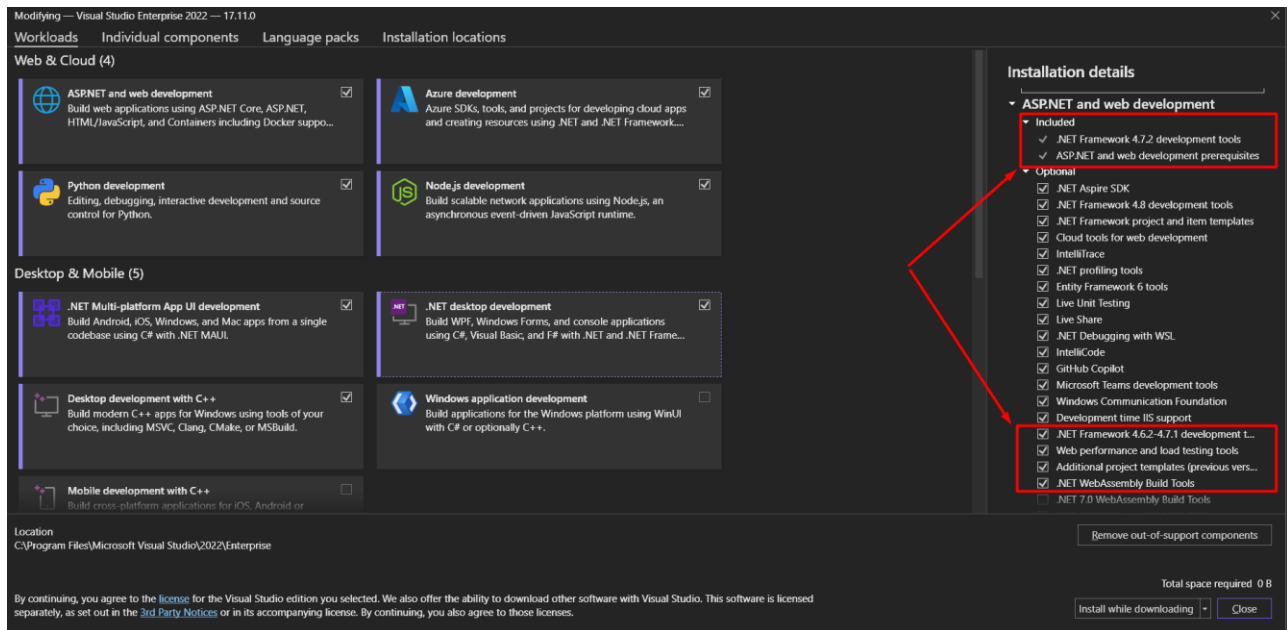 Modifying — Visual Studio Enterprise 2022 — 17.11.0
Workloads Individual components Language packs Installation locations
Web & Cloud (4)
ASP.NET and web development
Build web applications using ASP.NET Core, ASP.NET,
HTML/JavaScript, and Containers including Docker suppo...
Azure development
Azure SDKs, tools, and projects for developing cloud apps
and creating resources using .NET and .NET Framework....
Python development
Editing, debugging, interactive development and source
control for Python.
JS
Node.js development
Build scalable network applications using Node.js, an
asynchronous event-driven JavaScript runtime.
Desktop & Mobile (5)
.NET Multi-platform App UI development
Build Android, iOS, Windows, and Mac apps from a single
codebase using C# with .NET MAUI.
.NET
.NET desktop development
Build WPF, Windows Forms, and console applications
using C#, Visual Basic, and F# with .NET and .NET Frame...
Desktop development with C++
Build modern C++ apps for Windows using tools of your
choice, including MSVC, Clang, CMake, or MSBuild.
Windows application development
Build applications for the Windows platform using WinUI
with C# or optionally C++.
Mobile development with C++
Build cross-platform applications for iOS, Android or
Installation details
ASP.NET and web development
Included
.NET Framework 4.7.2 development tools
ASP.NET and web development prerequisites
Optional
.NET Aspire SDK
.NET Framework 4.8 development tools
.NET Framework project and item templates
Cloud tools for web development
IntelliTrace
.NET profiling tools
Entity Framework 6 tools
Live Unit Testing
Live Share
.NET Debugging with WSL
IntelliCode
GitHub Copilot
Microsoft Teams development tools
Windows Communication Foundation
Development time IIS support
.NET Framework 4.6.2-4.7.1 development t...
Web performance and load testing tools
Additional project templates (previous vers...
.NET WebAssembly Build Tools
.NET 7.0 WebAssembly Build Tools
Location
C:\Program Files\Microsoft Visual Studio\2022\Enterprise
Remove out-of-support components
Total space required 0 B
By continuing, you agree to the license for the Visual Studio edition you selected. We also offer the ability to download other software with Visual Studio. This software is licensed
separately, as set out in the 3rd Party Notices or in its accompanying license. By continuing, you also agree to those licenses.
Install while downloading
Close